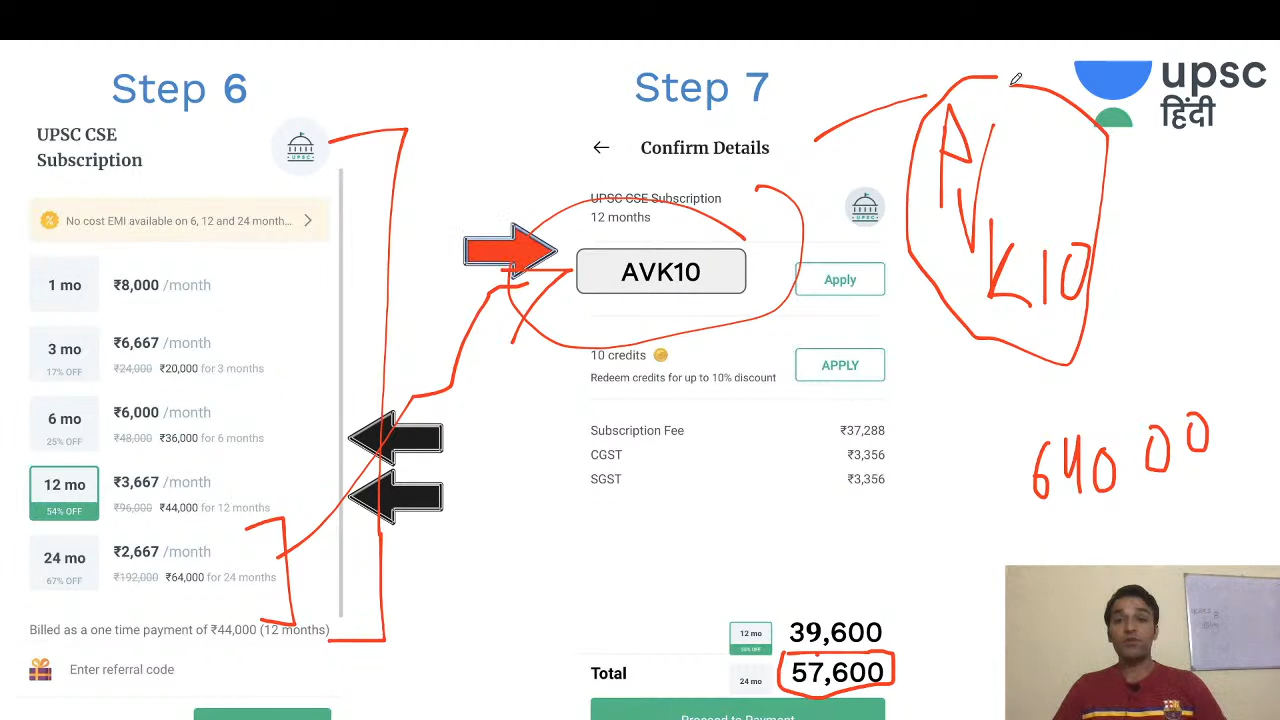 Step 6
UPSC CSE
Subscription
UPSC
No cost EMI available on 6, 12 and 24 month...
1 mo
₹8,000 /month
3 mo
17% OFF
₹6,667 /month
₹24,000 ₹20,000 for 3 months
6 mo
25% OFF
₹6,000 /month
₹48,000 ₹36,000 for 6 months
12 mo
54% OFF
₹3,667 /month
₹96,000 ₹44,000 for 12 months
24 mo
67% OFF
₹2,667 /month
₹192,000 ₹64,000 for 24 months
Billed as a one time payment of ₹44,000 (12 months)
Enter referral code
Step 7
Confirm Details
UPSC CSE Subscription
12 months
UPSC
AVK10
Apply
10 credits
Redeem credits for up to 10% discount
APPLY
Subscription Fee ₹37,288
CGST ₹3,356
SGST ₹3,356
12 mo 39,600
Total 24 mo 57,600
Proceed to Payment
upsc
हिंदी
AVK10
64000